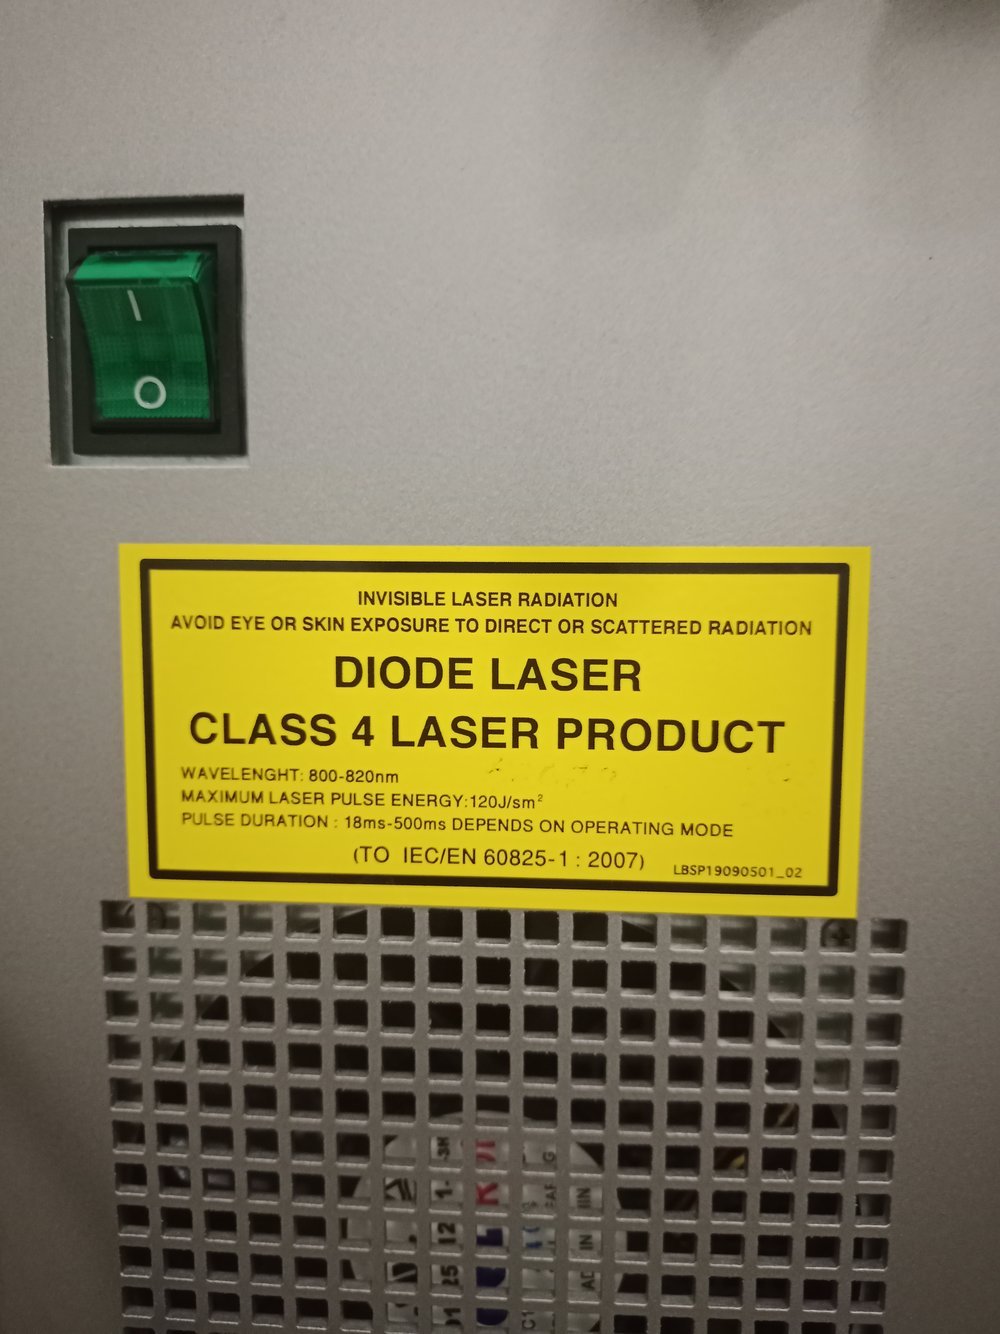 I
O
INVISIBLE LASER RADIATION
AVOID EYE OR SKIN EXPOSURE TO DIRECT OR SCATTERED RADIATION
DIODE LASER
CLASS 4 LASER PRODUCT
WAVELENGHT: 800-820nm
MAXIMUM LASER PULSE ENERGY:120J/sm²
PULSE DURATION : 18ms-500ms DEPENDS ON OPERATING MODE
(TO IEC/EN 60825-1 : 2007)
LBSP19090501_02